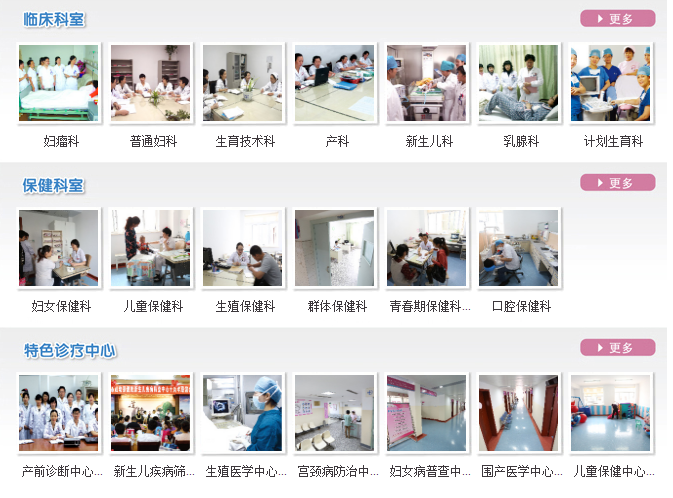 临床科室
更多
妇瘤科
普通妇科
生育技术科
产科
新生儿科
乳腺科
计划生育科
保健科室
更多
妇女保健科
儿童保健科
生殖保健科
群体保健科
青春期保健科...
口腔保健科
特色诊疗中心
更多
产前诊断中心...
新生儿疾病筛...
生殖医学中心...
宫颈病防治中...
妇女病普查中...
围产医学中心...
儿童保健中心...